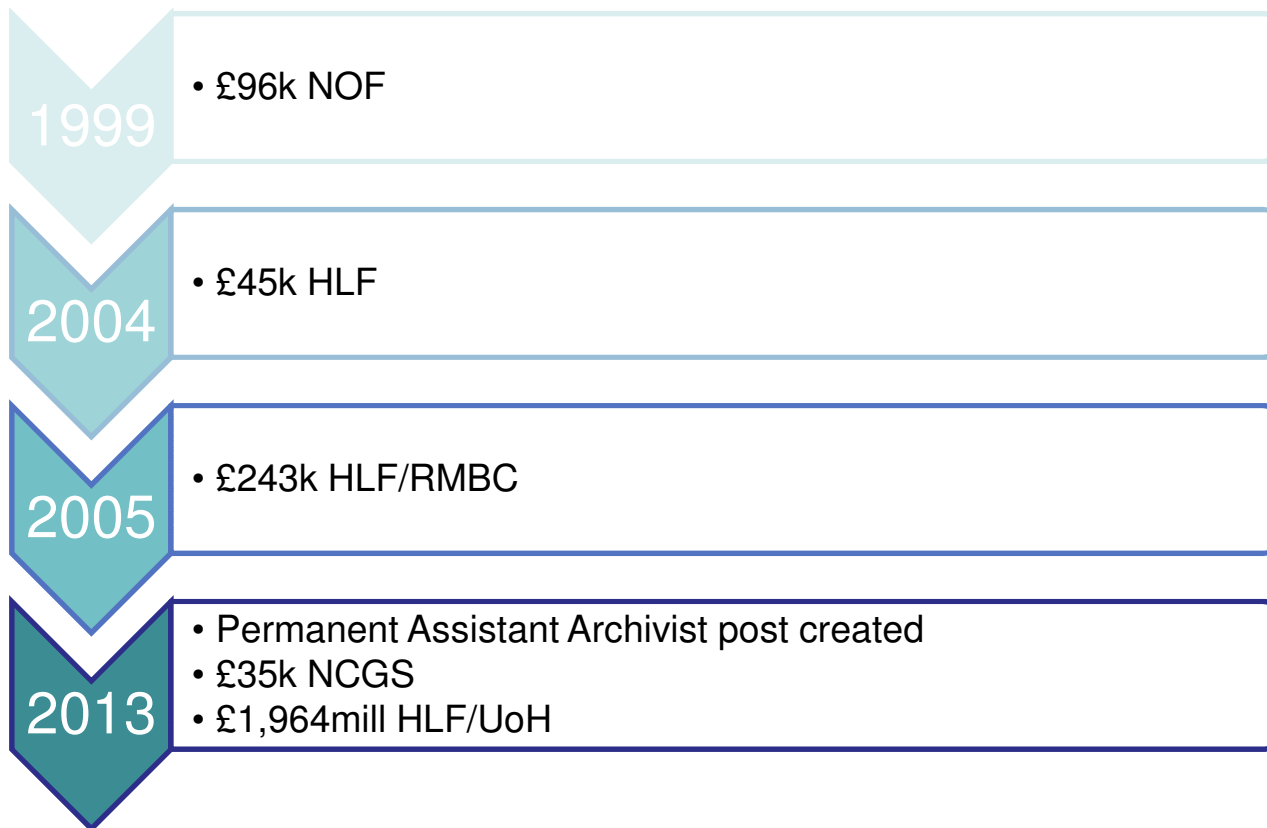 1999
• £96k NOF
2004
• £45k HLF
2005
• £243k HLF/RMBC
2013
• Permanent Assistant Archivist post created
• £35k NCGS
• £1,964mill HLF/UoH